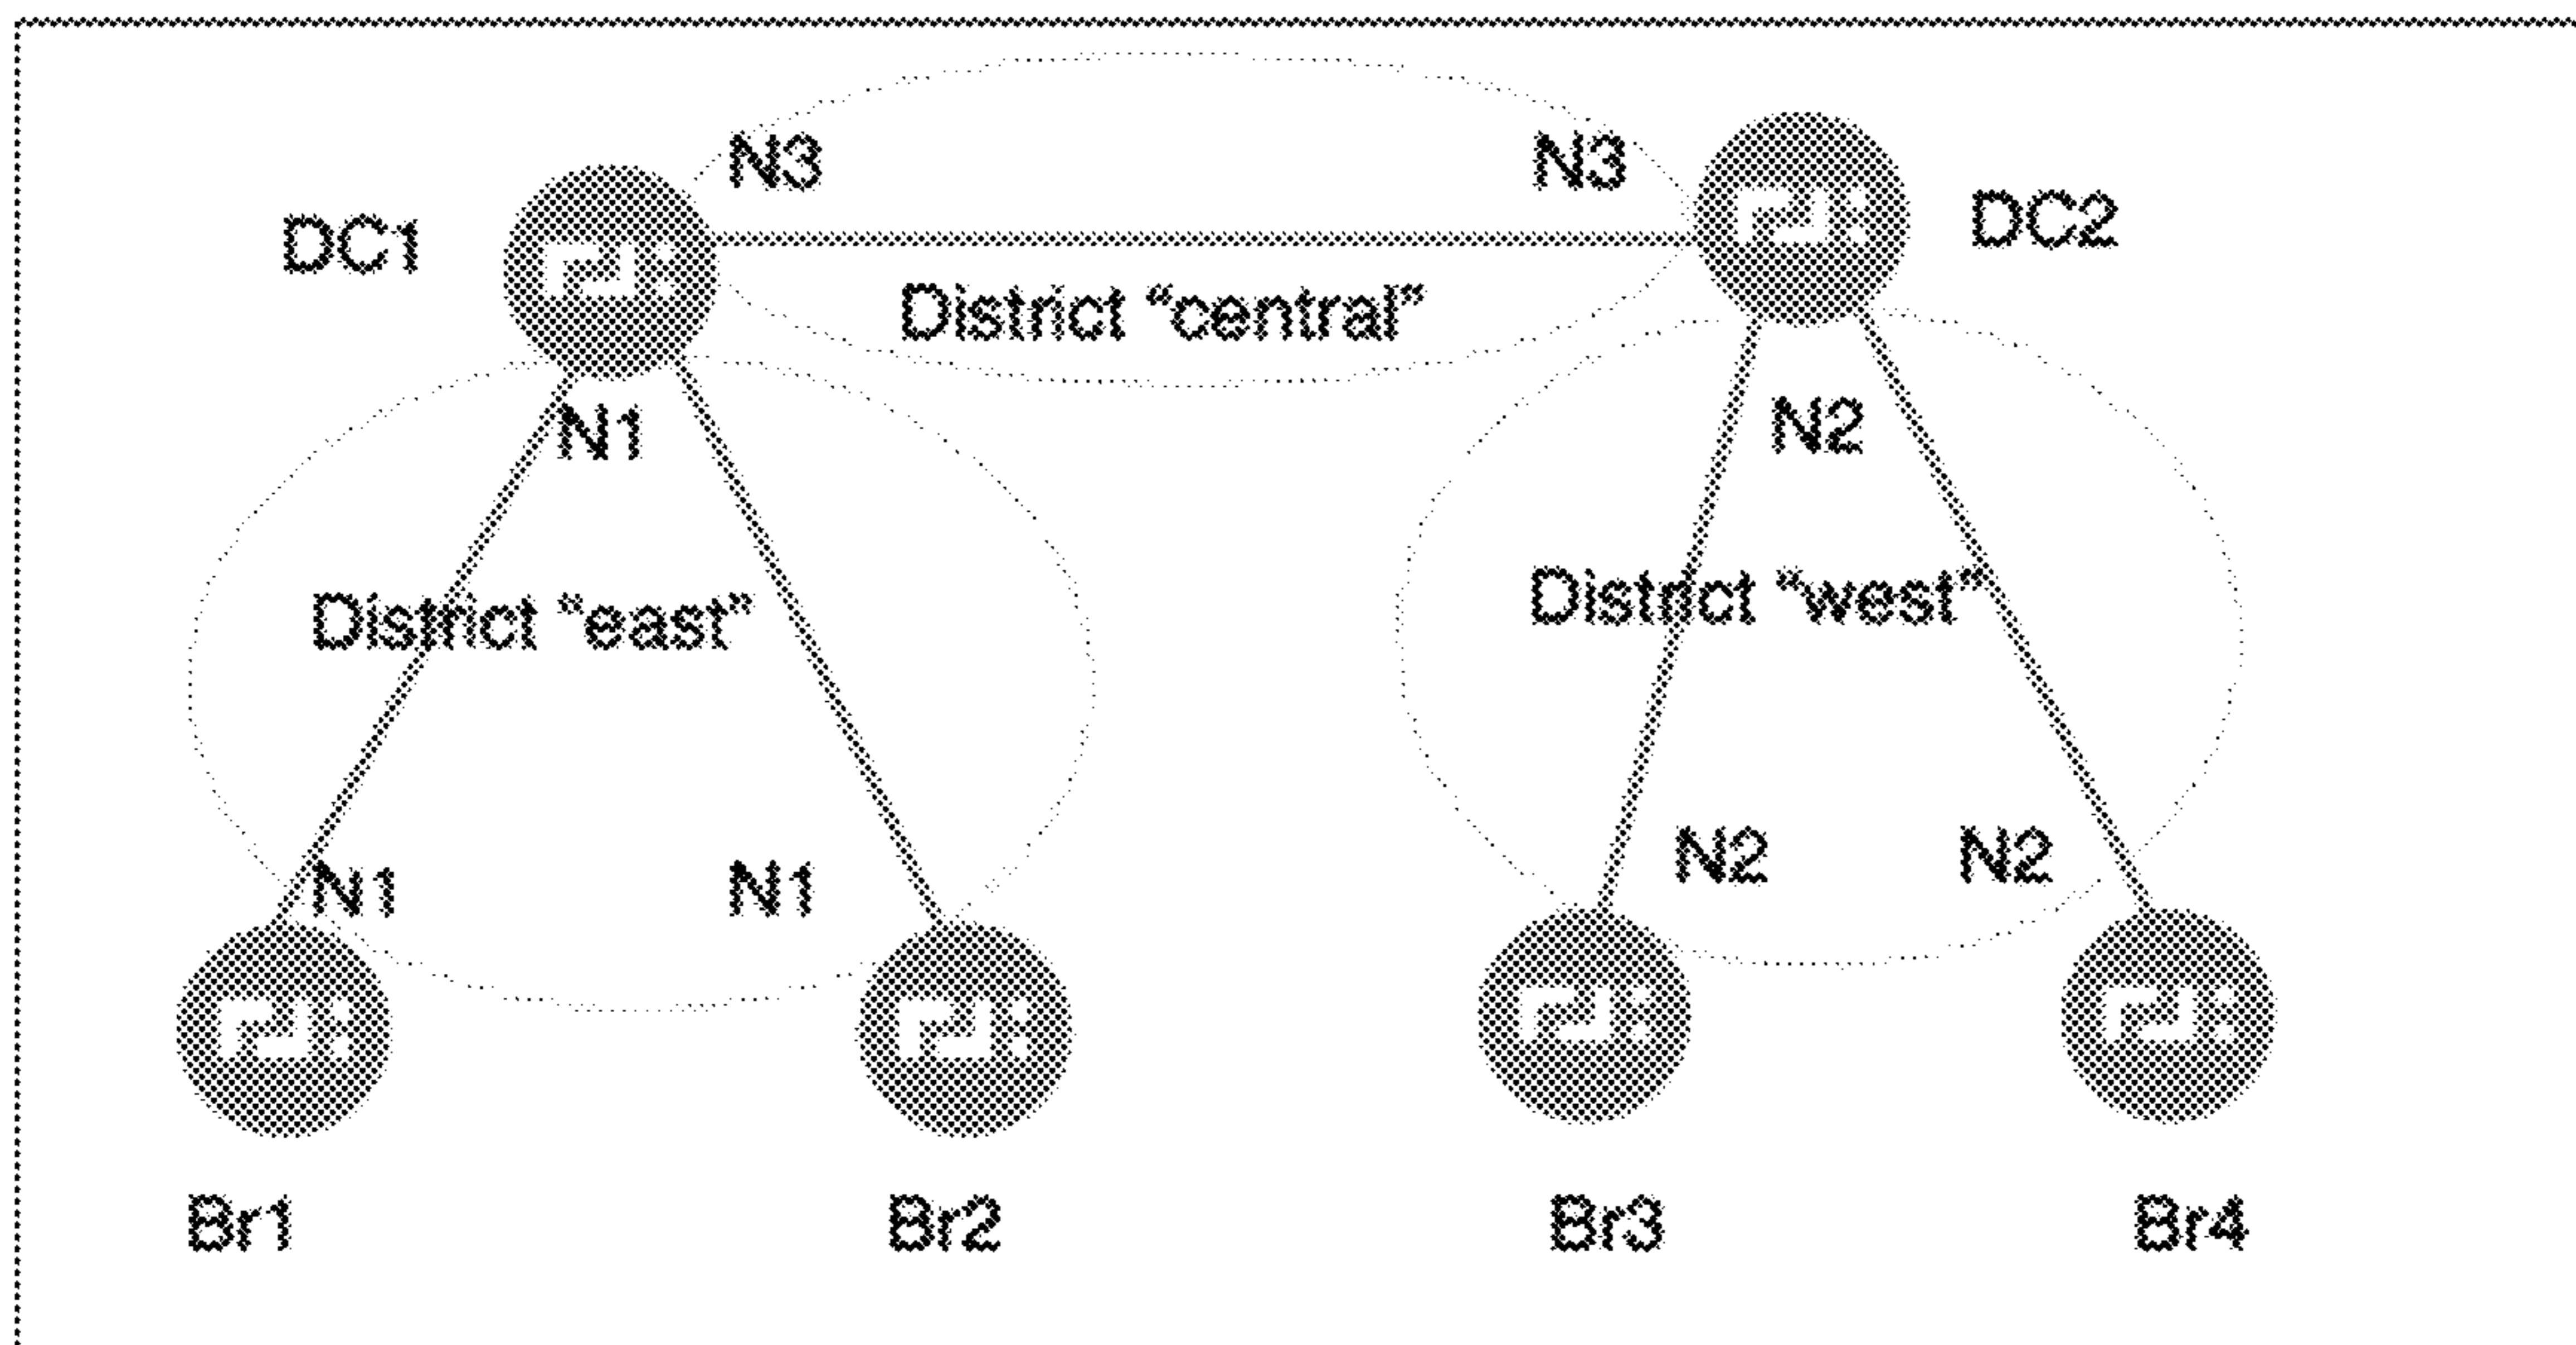 N3
N3
DC1
DC2
District “central”
N1
N2
District “east”
District “west”
N1
N1
N2
N2
Br1
Br2
Br3
Br4